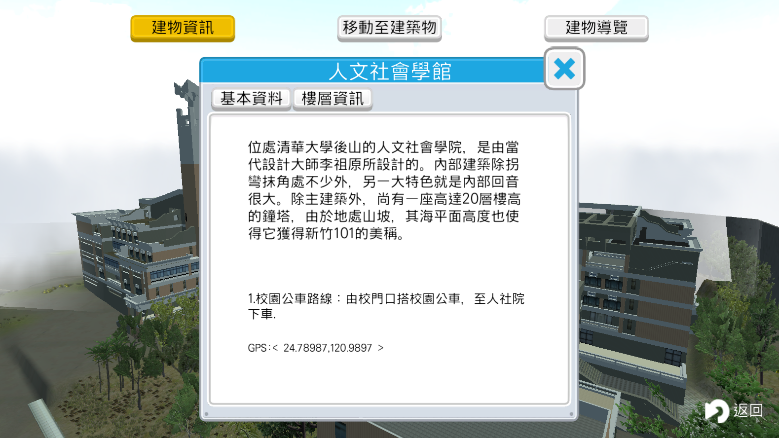 建物資訊
移動至建築物
建物導覽
人文社會學館
基本資料
樓層資訊
位處清華大學後山的人文社會學院，是由當
代設計大師李祖原所設計的。內部建築除拐
彎抹角處不少外，另一大特色就是內部回音
很大。除主建築外，尚有一座高達20層樓高
的鐘塔，由於地處山坡，其海平面高度也使
得它獲得新竹101的美稱。
1.校園公車路線：由校門口搭校園公車，至人社院
下車.
GPS:< 24.78987,120.9897 >
返回